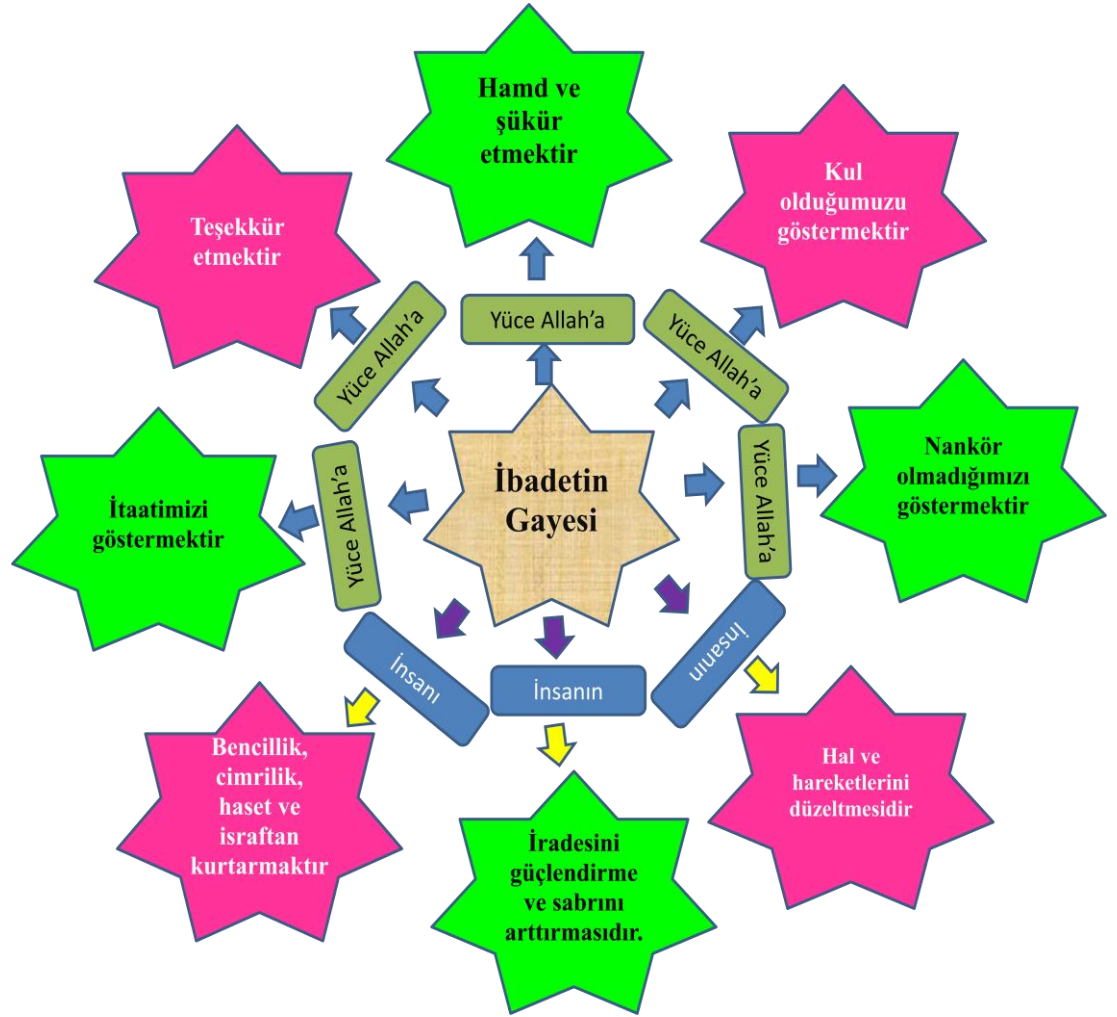 Hamd ve
şükür
etmektir
Kul
olduğumuzu
göstermektir
Teşekkür
etmektir
Yüce Allah'a
Yüce Allah'a
Yüce Allah'a
Nankör
olmadığımızı
göstermektir
Yüce Allah'a
İbadetin
Gayesi
İtaatimizi
göstermektir
Yüce Allah'a
İnsanı
İnsanın
İnsanın
Bencillik,
cimrilik,
haset ve
israftan
kurtarmaktır
Hal ve
hareketlerini
düzeltmesidir
İradesini
güçlendirme
ve sabrını
arttırmasıdır.